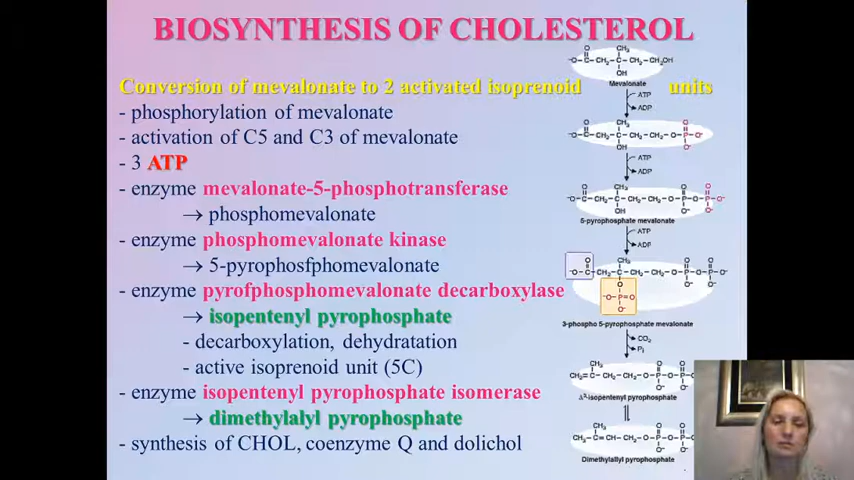 BIOSYNTHESIS OF CHOLESTEROL
Conversion of mevalonate to 2 activated isoprenoid units
- phosphorylation of mevalonate
- activation of C5 and C3 of mevalonate
- 3 ATP
- enzyme mevalonate-5-phosphotransferase
→ phosphomevalonate
- enzyme phosphomevalonate kinase
→ 5-pyrophosfphomevalonate
- enzyme pyrofphosphomevalonate decarboxylase
→ isopentenyl pyrophosphate
- decarboxylation, dehydratation
- active isoprenoid unit (5C)
- enzyme isopentenyl pyrophosphate isomerase
→ dimethylalyl pyrophosphate
- synthesis of CHOL, coenzyme Q and dolichol
Mevalonate
ATP
ADP
ATP
ADP
5-pyrophosphate mevalonate
ATP
ADP
3-phospho 5-pyrophosphate mevalonate
CO₂
Pi
Δ³-isopentenyl pyrophosphate
Dimethylallyl pyrophosphate